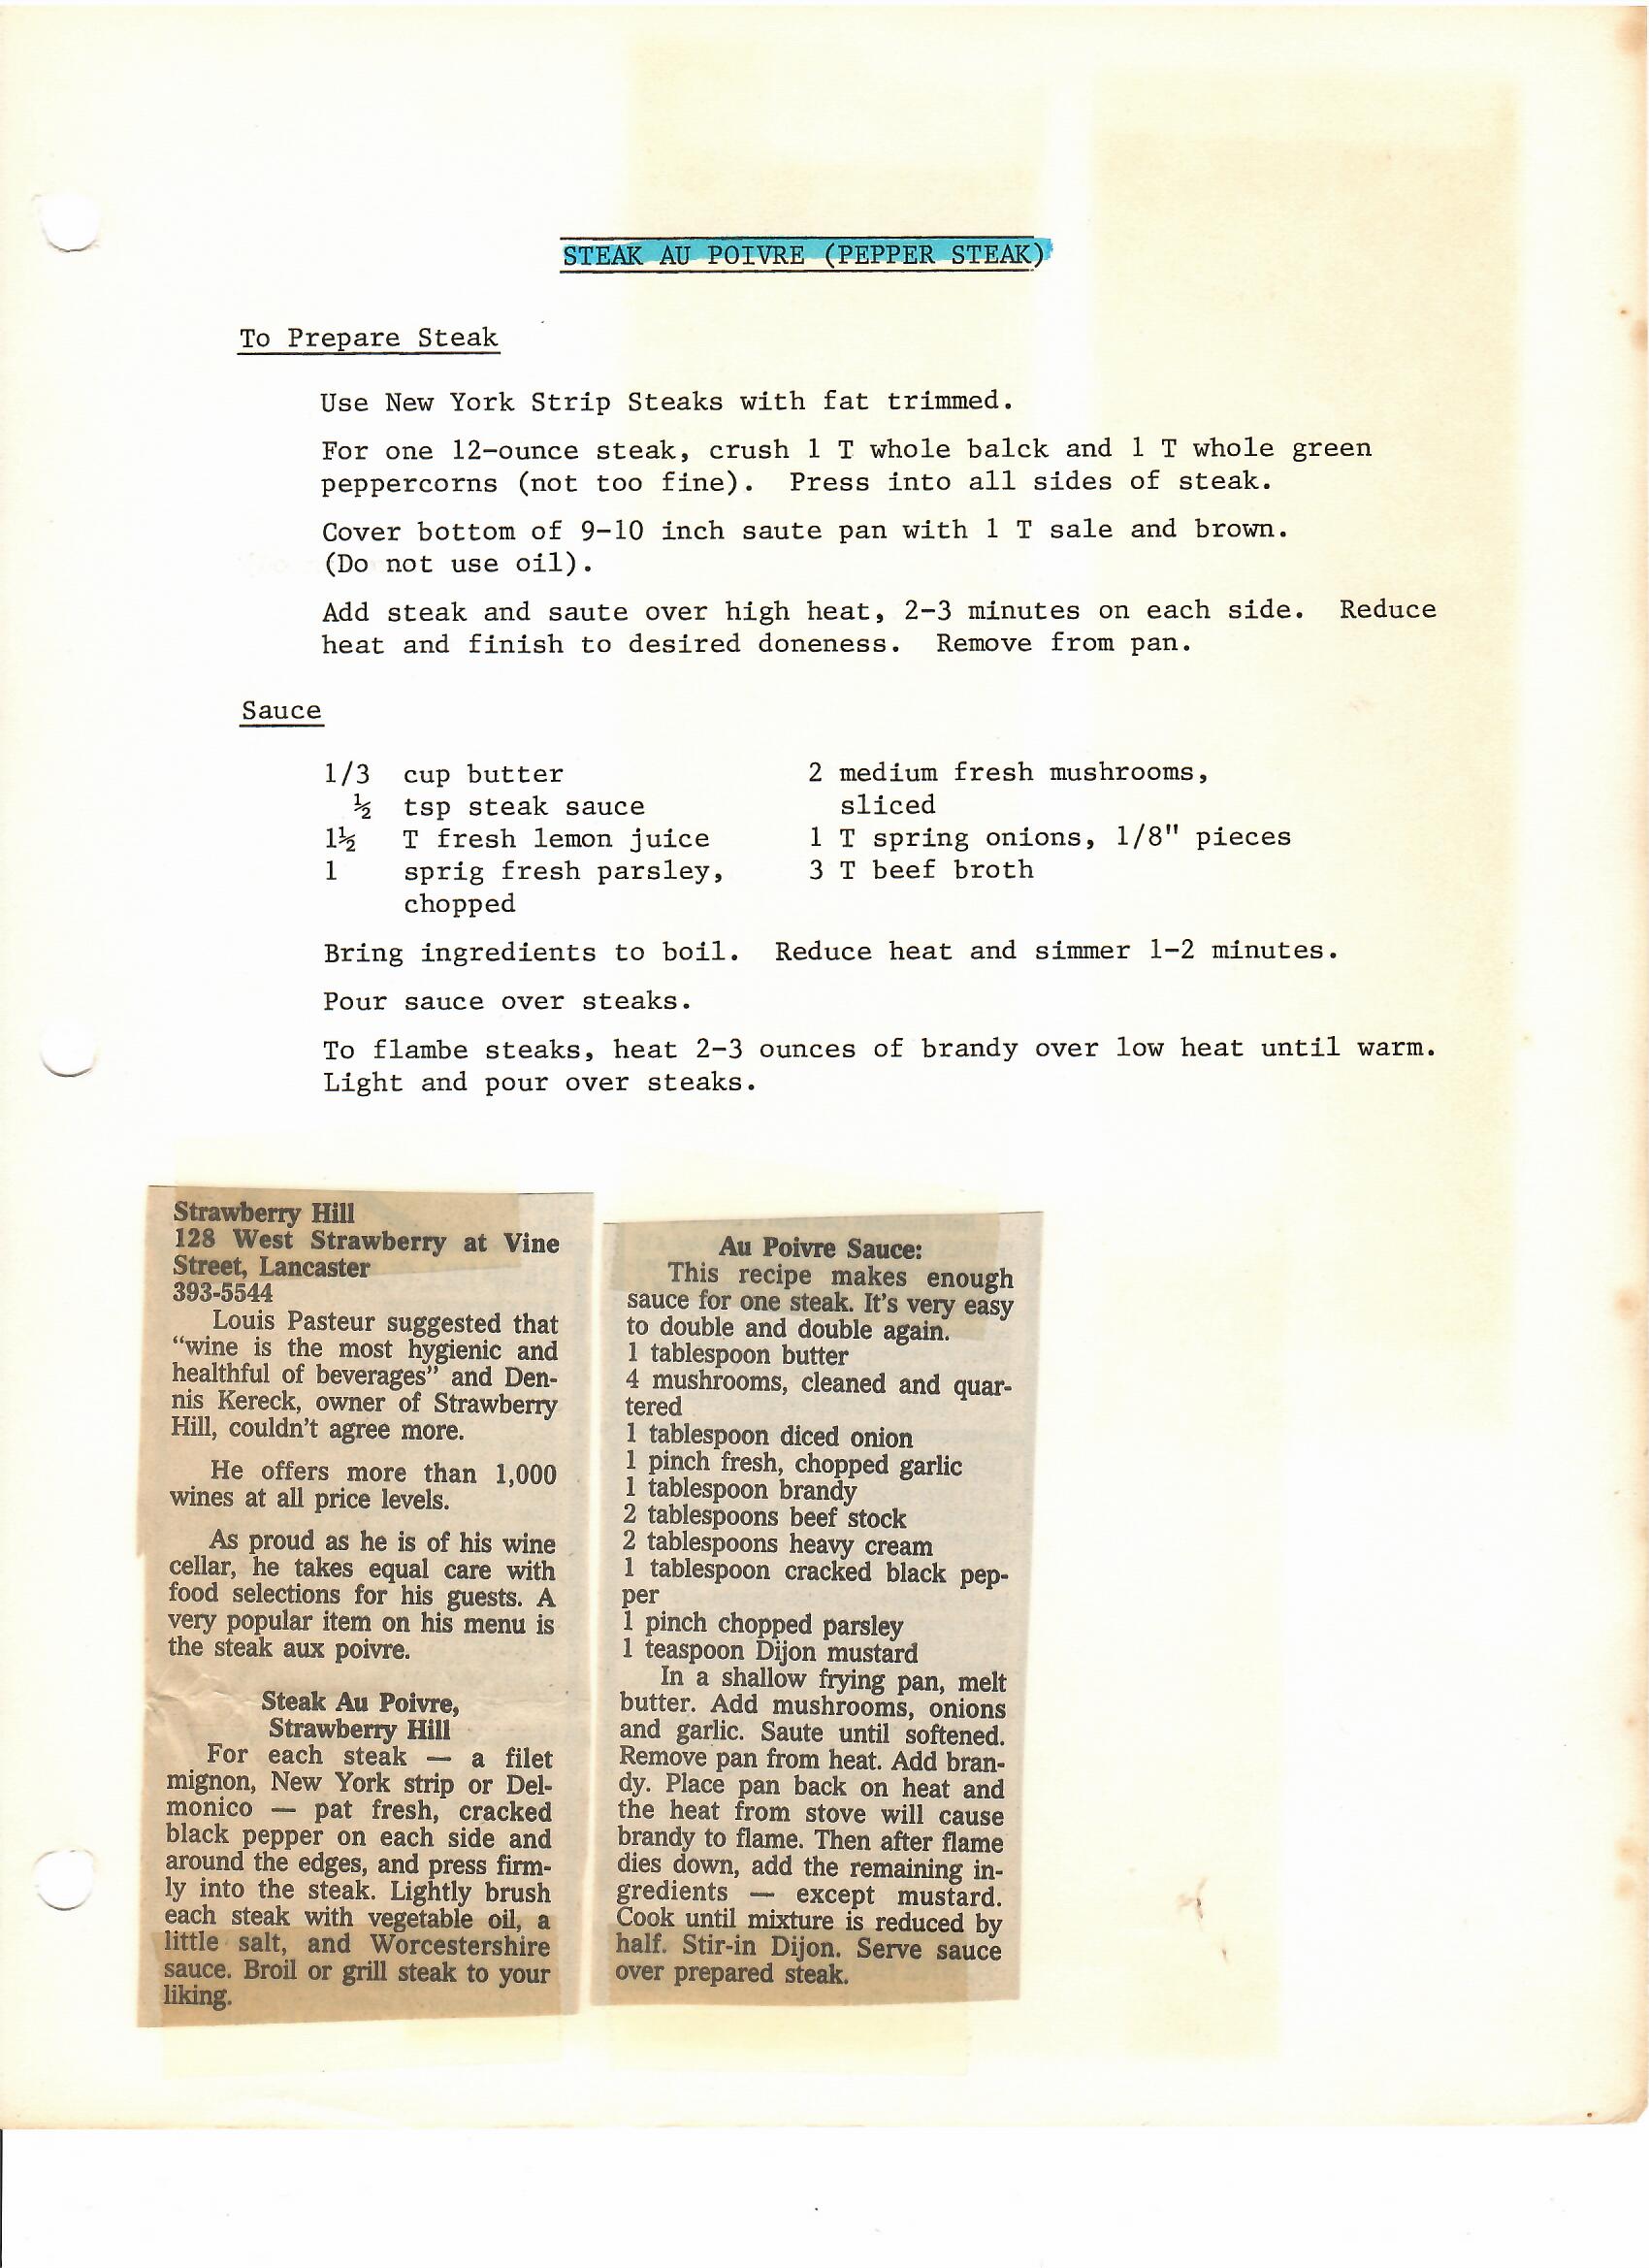 STEAK AU POIVRE (PEPPER STEAK)
To Prepare Steak
Use New York Strip Steaks with fat trimmed.
For one 12-ounce steak, crush 1 T whole balck and 1 T whole green
peppercorns (not too fine). Press into all sides of steak.
Cover bottom of 9-10 inch saute pan with 1 T sale and brown.
(Do not use oil).
Add steak and saute over high heat, 2-3 minutes on each side. Reduce
heat and finish to desired doneness. Remove from pan.
Sauce
1/3 cup butter
½ tsp steak sauce
1½ T fresh lemon juice
1 sprig fresh parsley,
chopped
2 medium fresh mushrooms,
sliced
1 T spring onions, 1/8" pieces
3 T beef broth
Bring ingredients to boil. Reduce heat and simmer 1-2 minutes.
Pour sauce over steaks.
To flambe steaks, heat 2-3 ounces of brandy over low heat until warm.
Light and pour over steaks.
Strawberry Hill
128 West Strawberry at Vine
Street, Lancaster
393-5544
Louis Pasteur suggested that
“wine is the most hygienic and
healthful of beverages” and Den-
nis Kereck, owner of Strawberry
Hill, couldn't agree more.
He offers more than 1,000
wines at all price levels.
As proud as he is of his wine
cellar, he takes equal care with
food selections for his guests. A
very popular item on his menu is
the steak aux poivre.
Steak Au Poivre,
Strawberry Hill
For each steak — a filet
mignon, New York strip or Del-
monico — pat fresh, cracked
black pepper on each side and
around the edges, and press firm-
ly into the steak. Lightly brush
each steak with vegetable oil, a
little salt, and Worcestershire
sauce. Broil or grill steak to your
liking.
Au Poivre Sauce:
This recipe makes enough
sauce for one steak. It's very easy
to double and double again.
1 tablespoon butter
4 mushrooms, cleaned and quar-
tered
1 tablespoon diced onion
1 pinch fresh, chopped garlic
1 tablespoon brandy
2 tablespoons beef stock
2 tablespoons heavy cream
1 tablespoon cracked black pep-
per
1 pinch chopped parsley
1 teaspoon Dijon mustard
In a shallow frying pan, melt
butter. Add mushrooms, onions
and garlic. Saute until softened.
Remove pan from heat. Add bran-
dy. Place pan back on heat and
the heat from stove will cause
brandy to flame. Then after flame
dies down, add the remaining in-
gredients — except mustard.
Cook until mixture is reduced by
half. Stir-in Dijon. Serve sauce
over prepared steak.